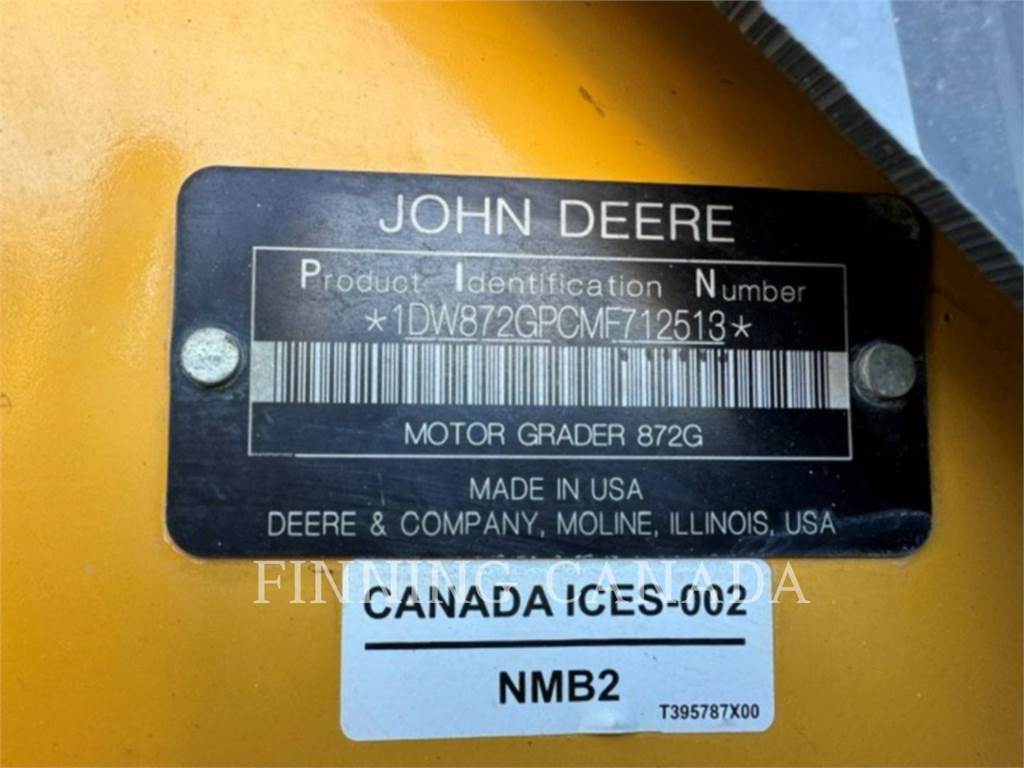 JOHN DEERE
Product Identification Number
*1DW872GPCMF712513*
MOTOR GRADER 872G
MADE IN USA
DEERE & COMPANY, MOLINE, ILLINOIS, USA
FINNING CANADA
CANADA ICES-002
NMB2
T395787X00